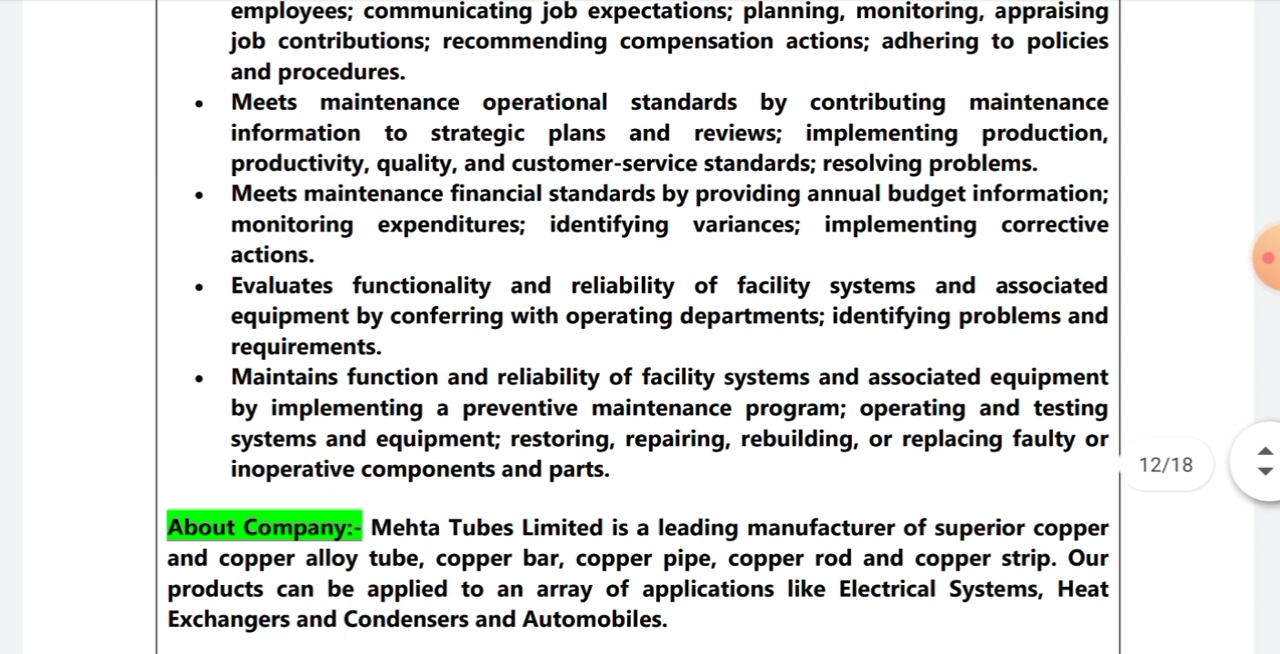 employees; communicating job expectations; planning, monitoring, appraising
job contributions; recommending compensation actions; adhering to policies
and procedures.
• Meets maintenance operational standards by contributing maintenance
information to strategic plans and reviews; implementing production,
productivity, quality, and customer-service standards; resolving problems.
• Meets maintenance financial standards by providing annual budget information;
monitoring expenditures; identifying variances; implementing corrective
actions.
• Evaluates functionality and reliability of facility systems and associated
equipment by conferring with operating departments; identifying problems and
requirements.
• Maintains function and reliability of facility systems and associated equipment
by implementing a preventive maintenance program; operating and testing
systems and equipment; restoring, repairing, rebuilding, or replacing faulty or
inoperative components and parts.
12/18
About Company:- Mehta Tubes Limited is a leading manufacturer of superior copper
and copper alloy tube, copper bar, copper pipe, copper rod and copper strip. Our
products can be applied to an array of applications like Electrical Systems, Heat
Exchangers and Condensers and Automobiles.